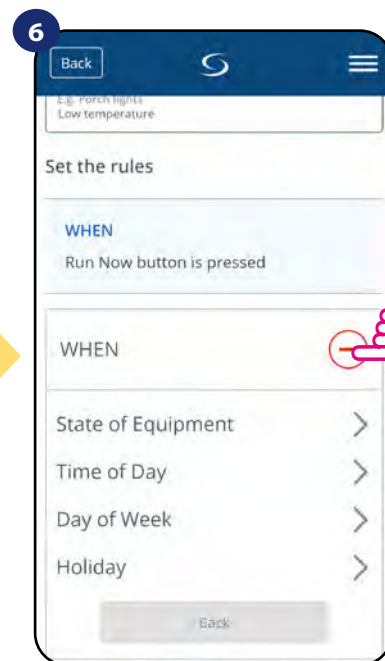 6
Back
E.g. Porch lights
Low temperature
Set the rules
WHEN
Run Now button is pressed
WHEN
State of Equipment
Time of Day
Day of Week
Holiday
Back